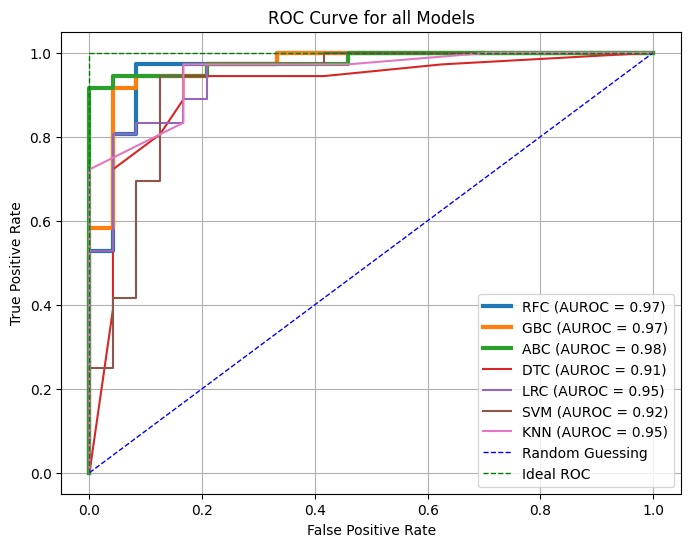 ROC Curve for all Models
True Positive Rate
1.0
0.8
0.6
0.4
0.2
0.0
0.0
0.2
0.4
0.6
0.8
1.0
False Positive Rate
RFC (AUROC = 0.97)
GBC (AUROC = 0.97)
ABC (AUROC = 0.98)
DTC (AUROC = 0.91)
LRC (AUROC = 0.95)
SVM (AUROC = 0.92)
KNN (AUROC = 0.95)
Random Guessing
Ideal ROC